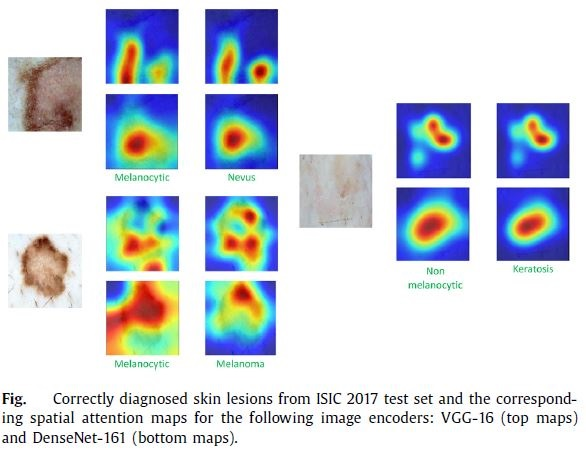 Melanocytic
Nevus
Melanocytic
Melanoma
Non
melanocytic
Keratosis
Fig. Correctly diagnosed skin lesions from ISIC 2017 test set and the correspond-
ing spatial attention maps for the following image encoders: VGG-16 (top maps)
and DenseNet-161 (bottom maps).